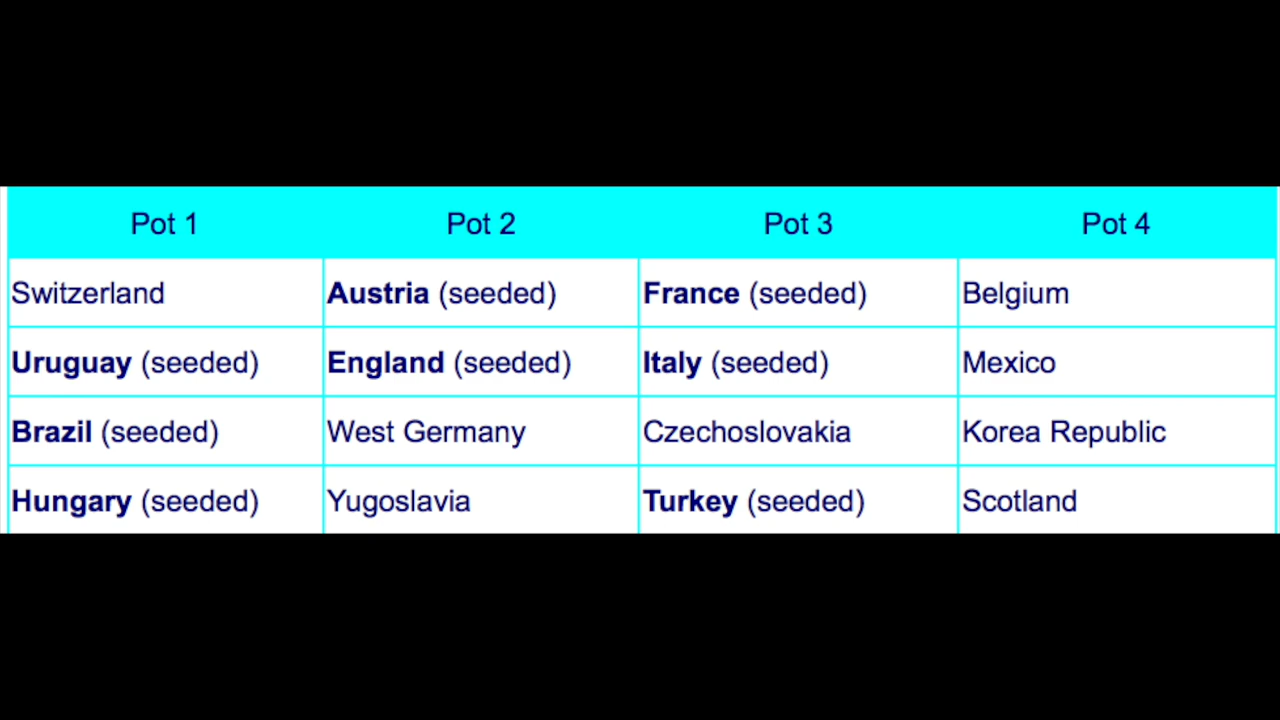 Pot 1 Pot 2 Pot 3 Pot 4
Switzerland Austria (seeded) France (seeded) Belgium
Uruguay (seeded) England (seeded) Italy (seeded) Mexico
Brazil (seeded) West Germany Czechoslovakia Korea Republic
Hungary (seeded) Yugoslavia Turkey (seeded) Scotland